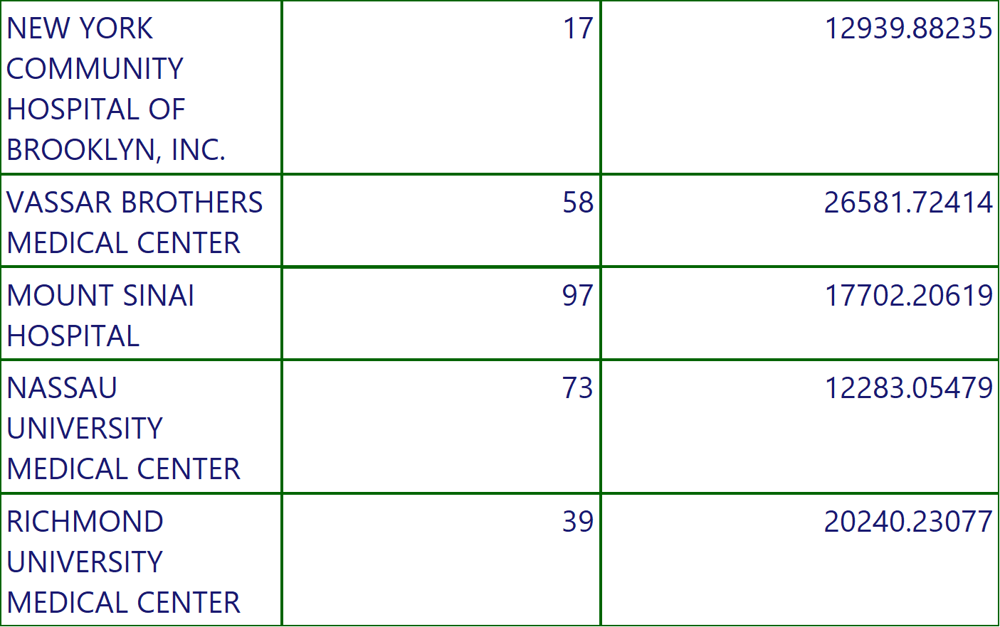 NEW YORK 17 12939.88235
COMMUNITY
HOSPITAL OF
BROOKLYN, INC.
VASSAR BROTHERS 58 26581.72414
MEDICAL CENTER
MOUNT SINAI 97 17702.20619
HOSPITAL
NASSAU 73 12283.05479
UNIVERSITY
MEDICAL CENTER
RICHMOND 39 20240.23077
UNIVERSITY
MEDICAL CENTER